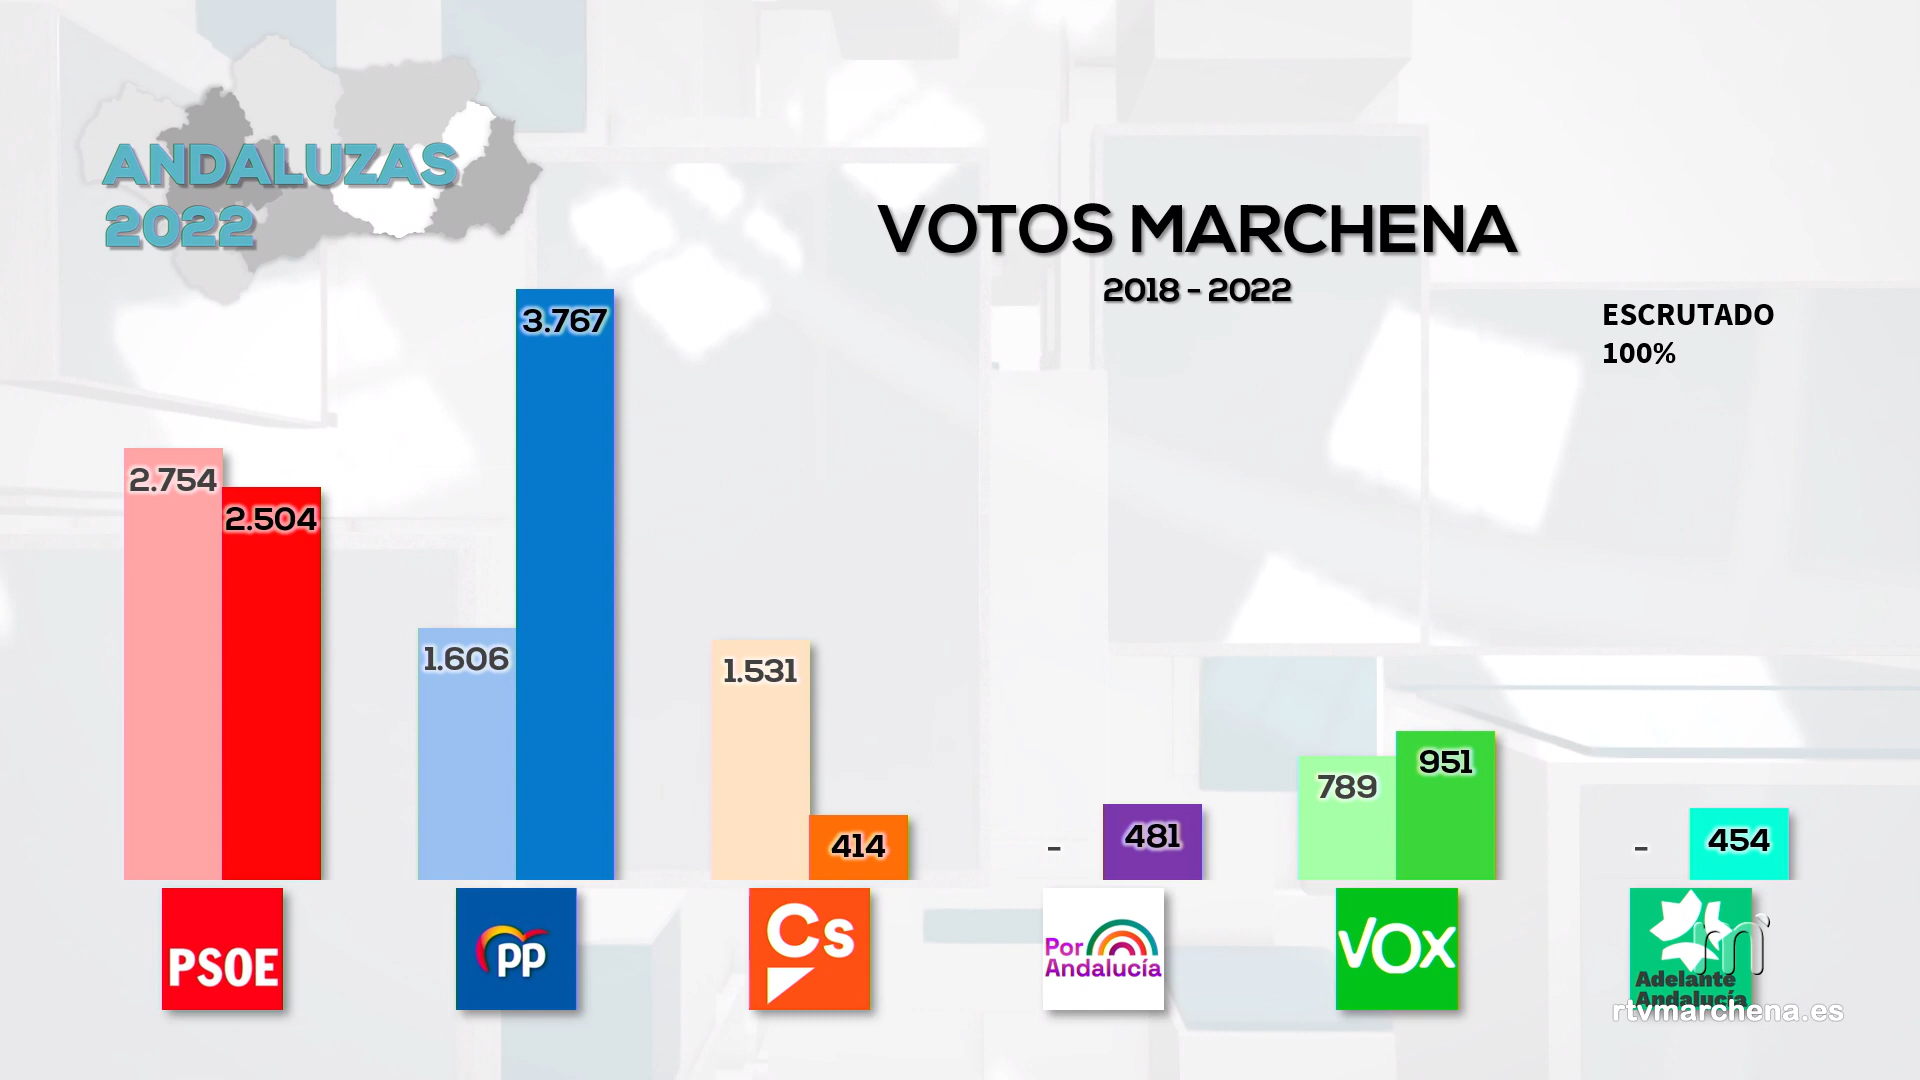 ANDALUZAS
2022
VOTOS MARCHENA
2018 - 2022
ESCRUTADO
100%
3.767
2.754
2.504
1.606
1.531
414
-
481
789
951
-
454
PSOE
PP
Cs
Por
Andalucía
VOX
Adelante
Andalucía
m
rtvmarchena.es